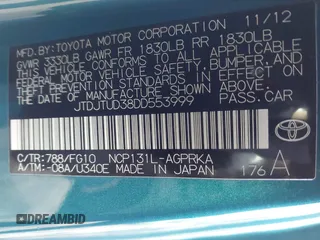 MFD. BY: TOYOTA MOTOR CORPORATION 11/12
GVWR 3330LB GAWR FR 1830LB RR 1830LB
THIS VEHICLE CONFORMS TO ALL APPLICABLE
FEDERAL MOTOR VEHICLE SAFETY, BUMPER, AND
THEFT PREVENTION STANDARDS IN EFFECT ON
THE DATE OF MANUFACTURE SHOWN ABOVE.
JTDJTUD38DD553999 PASS.CAR
C/TR:788/FG10 NCP131L-AGPRKA
A/TM:-08A/U340E MADE IN JAPAN 176 A
TOYOTA
DREAMBID